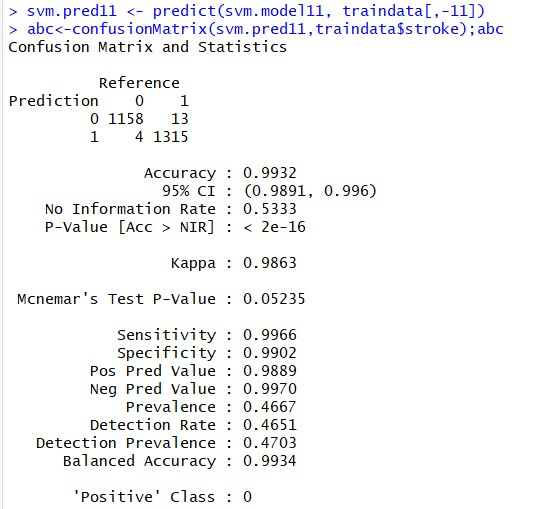 > svm.pred11 <- predict(svm.model11, traindata[,-11])
> abc<-confusionMatrix(svm.pred11,traindata$stroke);abc
Confusion Matrix and Statistics
Reference
Prediction 0 1
0 1158 13
1 4 1315
Accuracy : 0.9932
95% CI : (0.9891, 0.996)
No Information Rate : 0.5333
P-Value [Acc > NIR] : < 2e-16
Kappa : 0.9863
Mcnemar's Test P-Value : 0.05235
Sensitivity : 0.9966
Specificity : 0.9902
Pos Pred Value : 0.9889
Neg Pred Value : 0.9970
Prevalence : 0.4667
Detection Rate : 0.4651
Detection Prevalence : 0.4703
Balanced Accuracy : 0.9934
'Positive' Class : 0